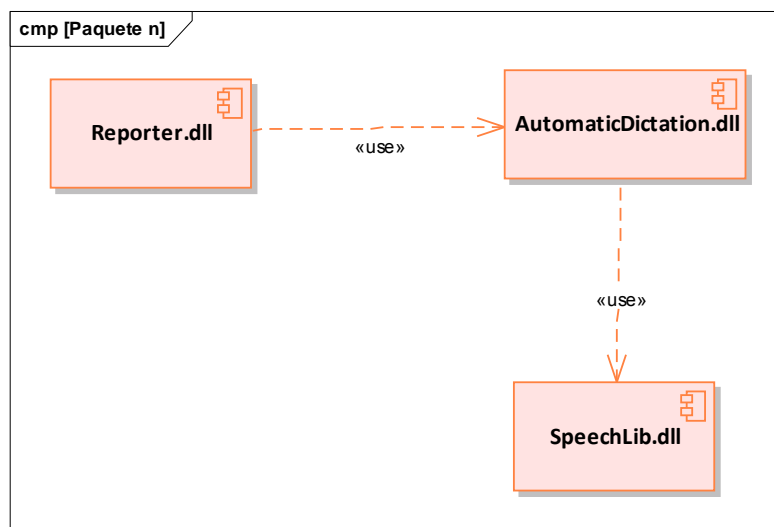 cmp [Paquete n]
Reporter.dll
AutomaticDictation.dll
«use»
«use»
SpeechLib.dll